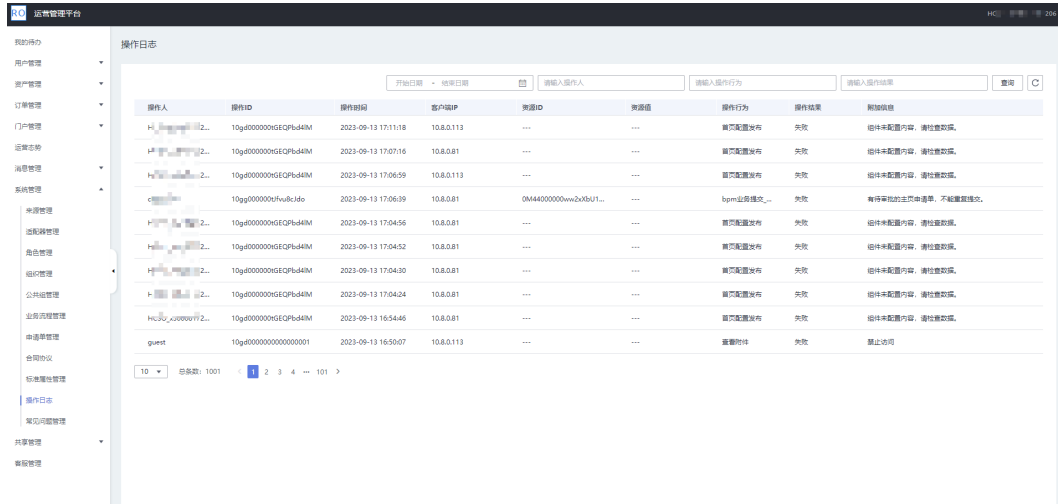 RO 运营管理平台
HC 206
我的待办
用户管理
资产管理
订单管理
门户管理
运营态势
消息管理
系统管理
来源管理
适配器管理
角色管理
组织管理
公共组管理
业务流程管理
申请单管理
合同协议
标准属性管理
操作日志
常见问题管理
共享管理
客服管理
操作日志
开始日期 - 结束日期 请输入操作人 请输入操作行为 请输入操作结果 查询
操作人 操作ID 操作时间 客户端IP 资源ID 资源值 操作行为 操作结果 附加信息
2... 10gd000000tGEQPbd4lM 2023-09-13 17:11:18 10.8.0.113 --- --- 首页配置发布 失败 组件未配置内容，请检查数据。
2... 10gd000000tGEQPbd4lM 2023-09-13 17:07:16 10.8.0.81 --- --- 首页配置发布 失败 组件未配置内容，请检查数据。
2... 10gd000000tGEQPbd4lM 2023-09-13 17:06:59 10.8.0.113 --- --- 首页配置发布 失败 组件未配置内容，请检查数据。
c 10gg000000tJfvu8cJdo 2023-09-13 17:06:39 10.8.0.81 0M44000000ww2xXbU1... --- bpm业务提交_... 失败 有待审批的主页申请单，不能重复提交。
2... 10gd000000tGEQPbd4lM 2023-09-13 17:04:56 10.8.0.81 --- --- 首页配置发布 失败 组件未配置内容，请检查数据。
2... 10gd000000tGEQPbd4lM 2023-09-13 17:04:52 10.8.0.81 --- --- 首页配置发布 失败 组件未配置内容，请检查数据。
2... 10gd000000tGEQPbd4lM 2023-09-13 17:04:30 10.8.0.81 --- --- 首页配置发布 失败 组件未配置内容，请检查数据。
2... 10gd000000tGEQPbd4lM 2023-09-13 17:04:24 10.8.0.81 --- --- 首页配置发布 失败 组件未配置内容，请检查数据。
2... 10gd000000tGEQPbd4lM 2023-09-13 16:54:46 10.8.0.81 --- --- 首页配置发布 失败 组件未配置内容，请检查数据。
guest 10gd0000000000000001 2023-09-13 16:50:07 10.8.0.113 --- --- 查看附件 失败 禁止访问
10 总条数：1001 < 1 2 3 4 ··· 101 >